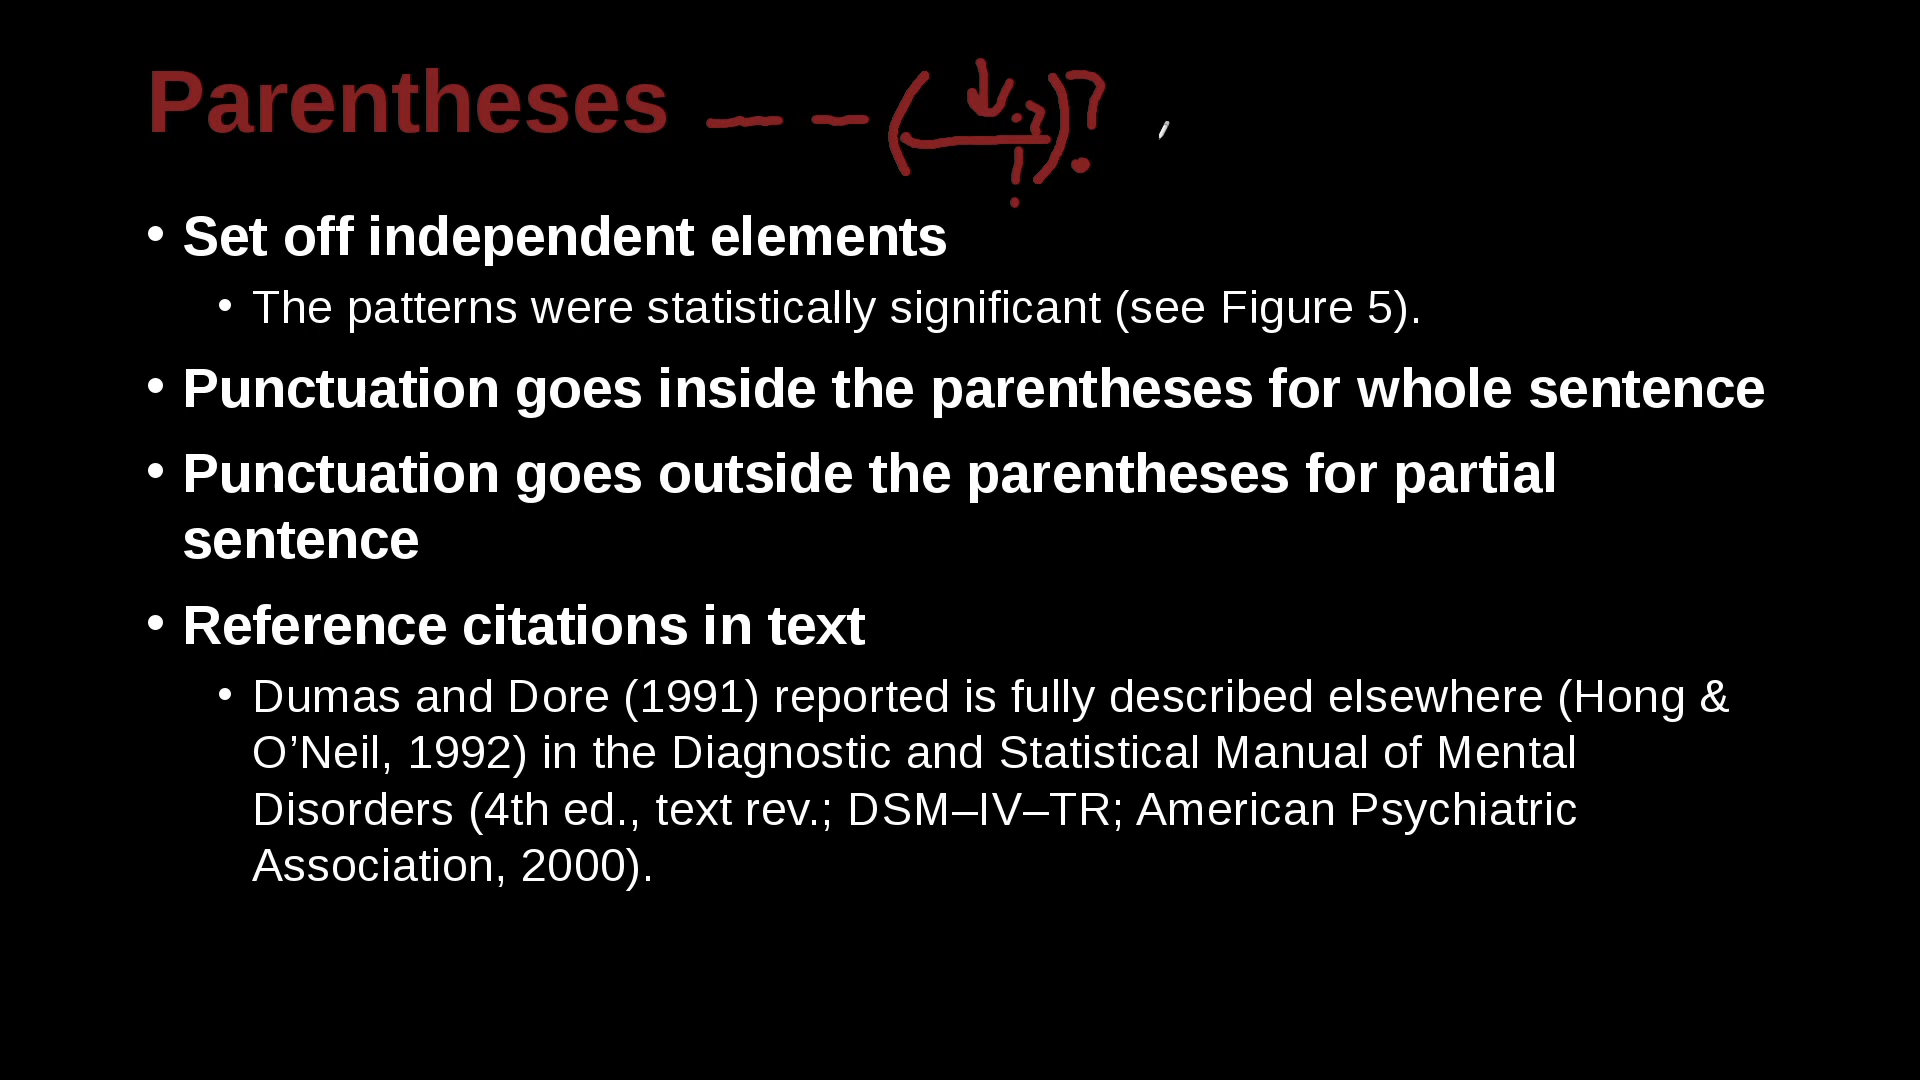 Parentheses — — ( . ? ! ) ?
• Set off independent elements
• The patterns were statistically significant (see Figure 5).
• Punctuation goes inside the parentheses for whole sentence
• Punctuation goes outside the parentheses for partial
sentence
• Reference citations in text
• Dumas and Dore (1991) reported is fully described elsewhere (Hong &
O’Neil, 1992) in the Diagnostic and Statistical Manual of Mental
Disorders (4th ed., text rev.; DSM–IV–TR; American Psychiatric
Association, 2000).